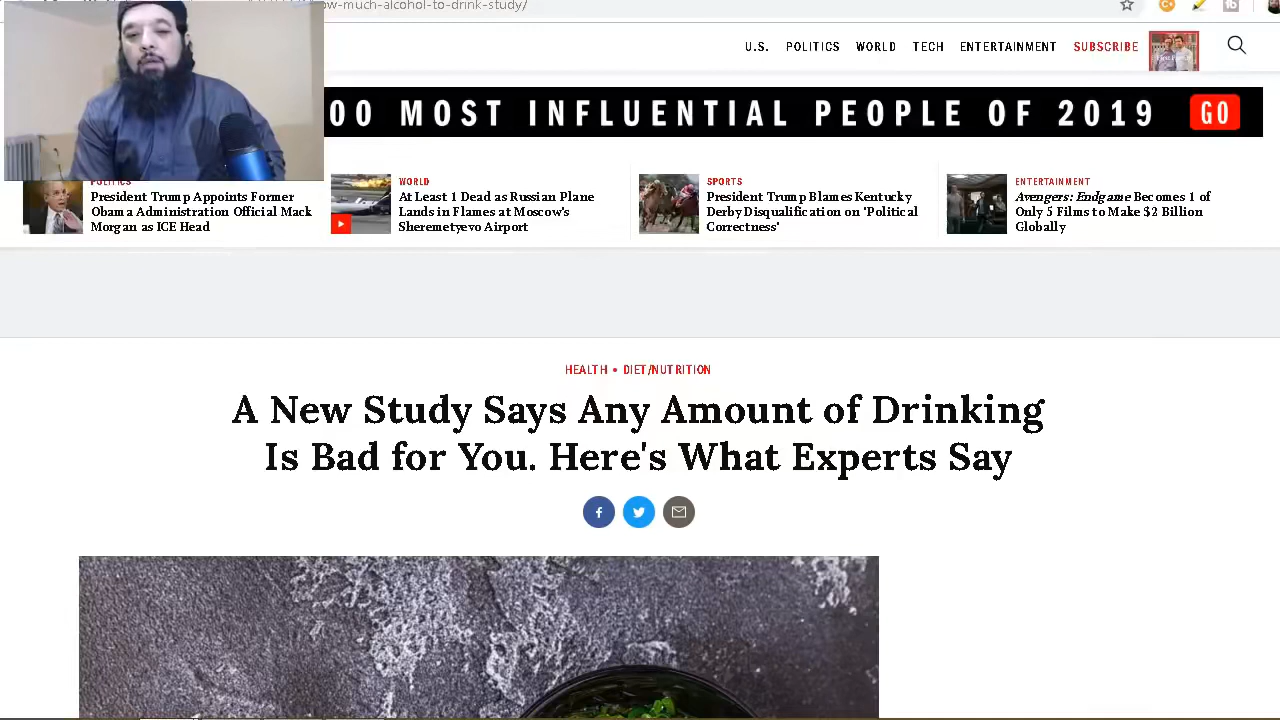 ow-much-alcohol-to-drink-study/
U.S. POLITICS WORLD TECH ENTERTAINMENT SUBSCRIBE
00 MOST INFLUENTIAL PEOPLE OF 2019 GO
POLITICS
President Trump Appoints Former
Obama Administration Official Mack
Morgan as ICE Head
WORLD
At Least 1 Dead as Russian Plane
Lands in Flames at Moscow's
Sheremetyevo Airport
SPORTS
President Trump Blames Kentucky
Derby Disqualification on 'Political
Correctness'
ENTERTAINMENT
Avengers: Endgame Becomes 1 of
Only 5 Films to Make $2 Billion
Globally
HEALTH • DIET/NUTRITION
A New Study Says Any Amount of Drinking
Is Bad for You. Here's What Experts Say